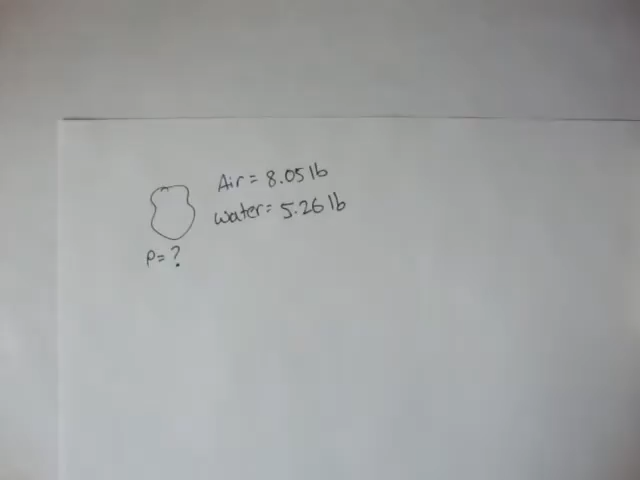 Air = 8.05 lb
water = 5.26 lb
ρ = ?